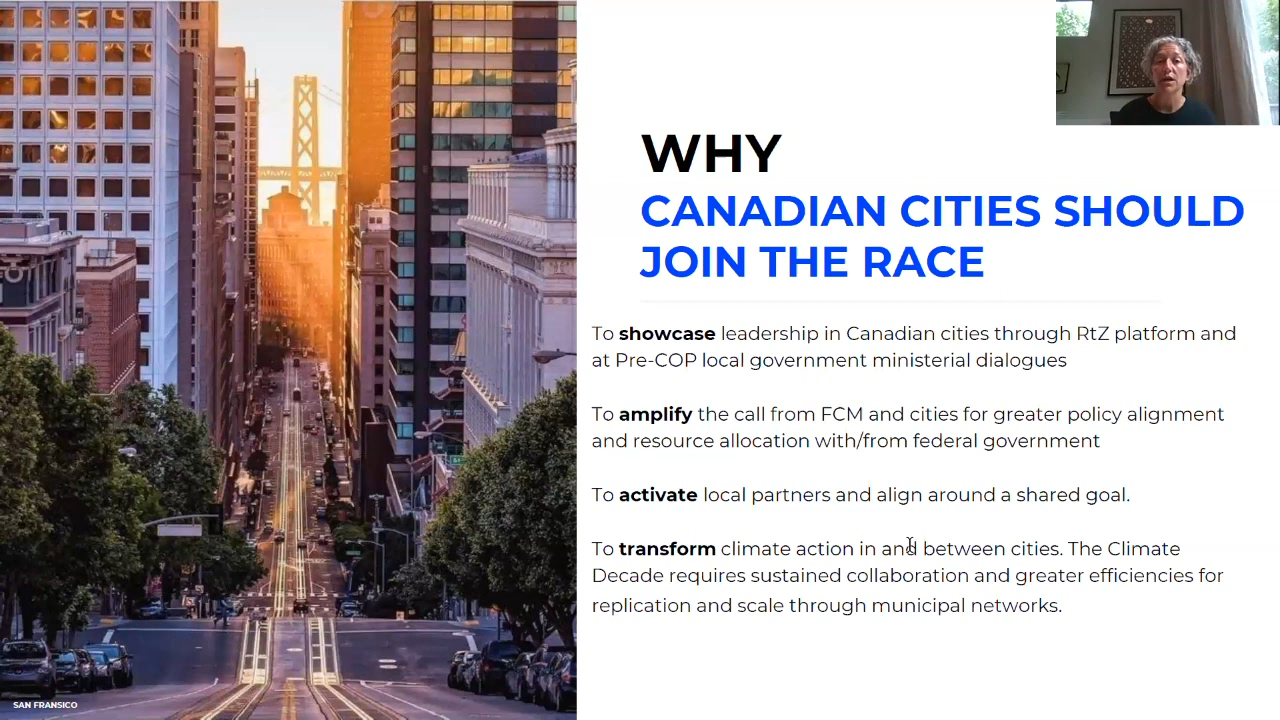 WHY
CANADIAN CITIES SHOULD
JOIN THE RACE
To showcase leadership in Canadian cities through RtZ platform and
at Pre-COP local government ministerial dialogues
To amplify the call from FCM and cities for greater policy alignment
and resource allocation with/from federal government
To activate local partners and align around a shared goal.
To transform climate action in and between cities. The Climate
Decade requires sustained collaboration and greater efficiencies for
replication and scale through municipal networks.
SAN FRANSICO